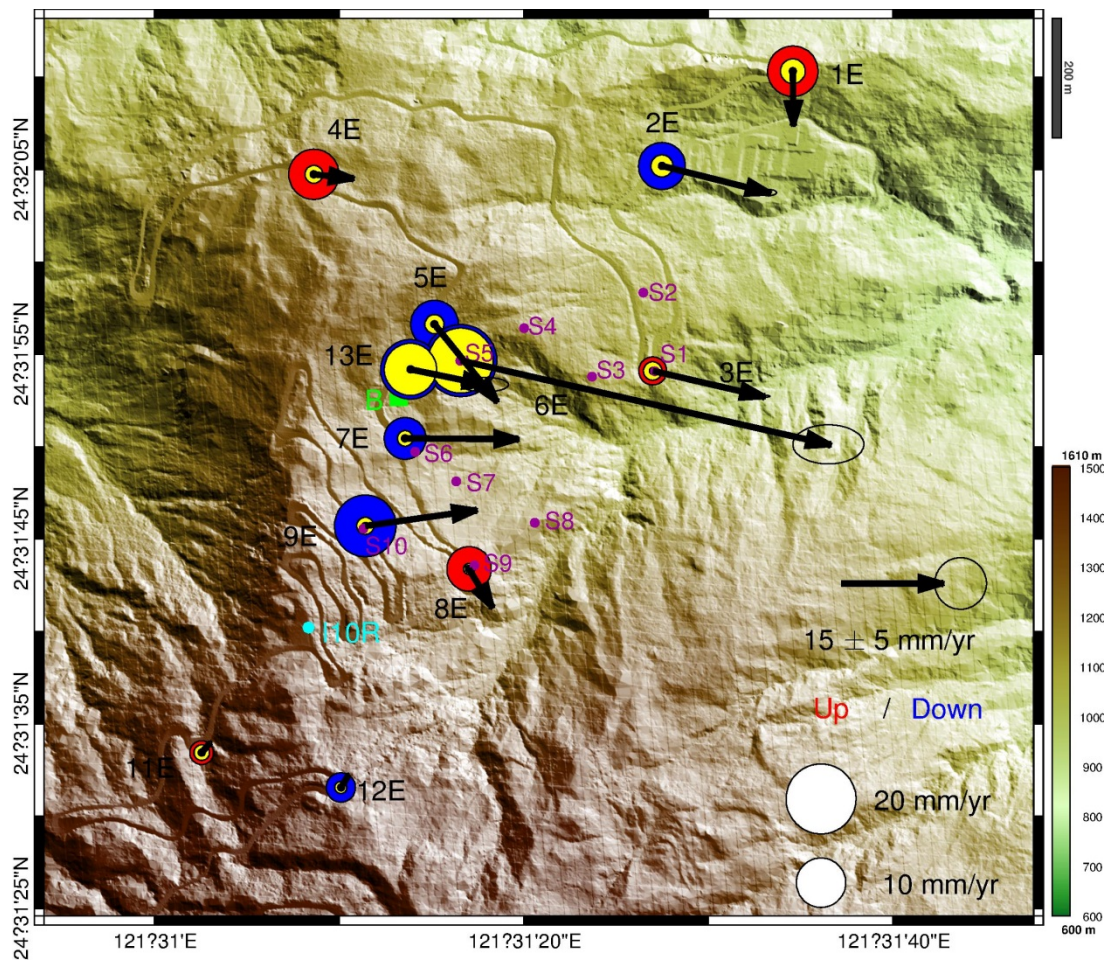 1E
200 m
2E
4E
24?32'05"N
5E
S2
S4
24?31'55"N
13E
S5
S1
S3
3E
B
6E
7E
S6
S7
1610 m
1500
24?31'45"N
9E
S10
S8
1400
S9
8E
1300
I10R
15 ± 5 mm/yr
1200
1100
24?31'35"N
Up / Down
1000
11E
12E
20 mm/yr
900
800
10 mm/yr
700
24?31'25"N
600
600 m
121?31'E
121?31'20"E
121?31'40"E